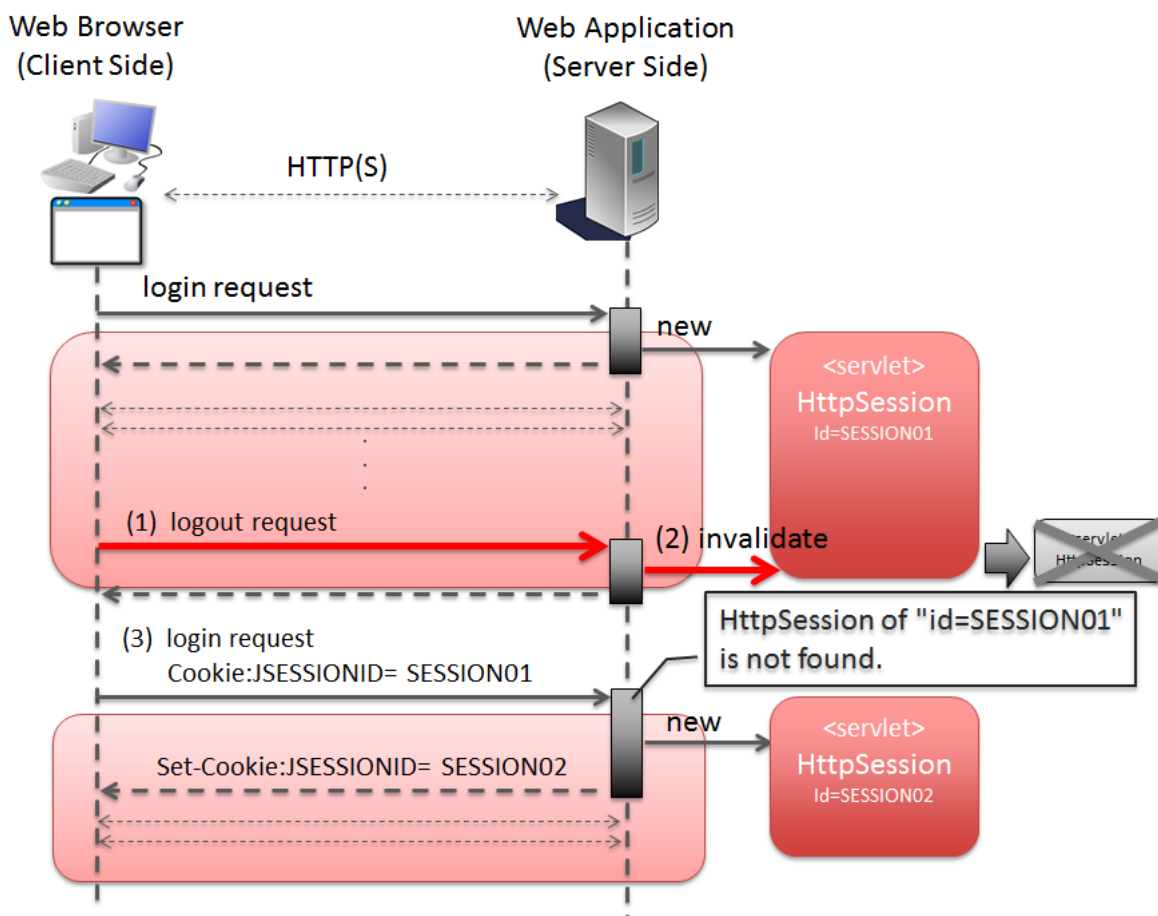 Web Browser
(Client Side)
Web Application
(Server Side)
HTTP(S)
login request
new
<servlet>
HttpSession
Id=SESSION01
.
.
.
(1) logout request
(2) invalidate
HttpSession
HttpSession of "id=SESSION01"
is not found.
(3) login request
Cookie:JSESSIONID= SESSION01
new
<servlet>
HttpSession
Id=SESSION02
Set-Cookie:JSESSIONID= SESSION02